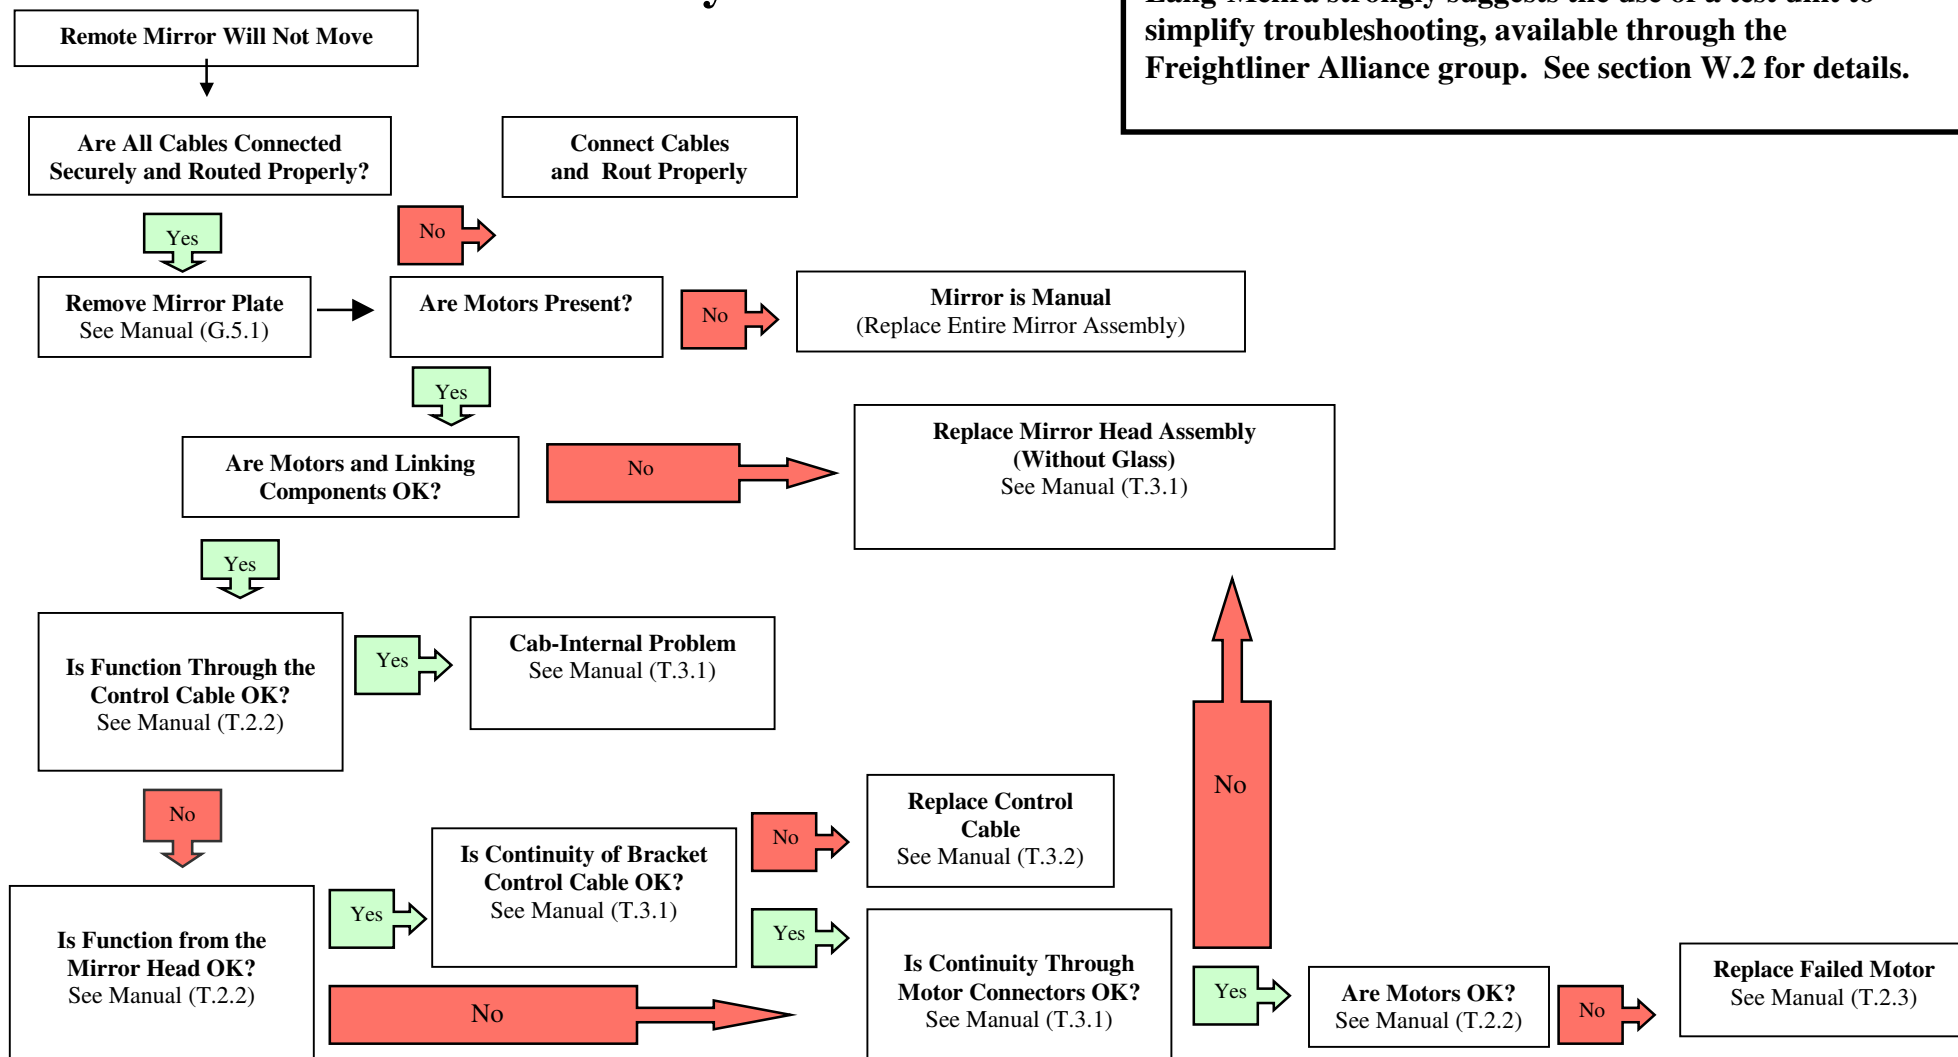 simplify troubleshooting, available through the
Freightliner Alliance group.  See section W.2 for details.
Remote Mirror Will Not Move
Are All Cables Connected
Securely and Routed Properly?
Connect Cables
and  Rout Properly
Yes
No
Remove Mirror Plate
See Manual (G.5.1)
Are Motors Present?
No
Mirror is Manual
(Replace Entire Mirror Assembly)
Yes
Are Motors and Linking
Components OK?
No
Replace Mirror Head Assembly
(Without Glass)
See Manual (T.3.1)
Yes
Is Function Through the
Control Cable OK?
See Manual (T.2.2)
Yes
Cab-Internal Problem
See Manual (T.3.1)
No
Is Function from the
Mirror Head OK?
See Manual (T.2.2)
Yes
Is Continuity of Bracket
Control Cable OK?
See Manual (T.3.1)
No
Replace Control
Cable
See Manual (T.3.2)
Yes
No
Is Continuity Through
Motor Connectors OK?
See Manual (T.3.1)
No
Yes
Are Motors OK?
See Manual (T.2.2)
No
Replace Failed Motor
See Manual (T.2.3)